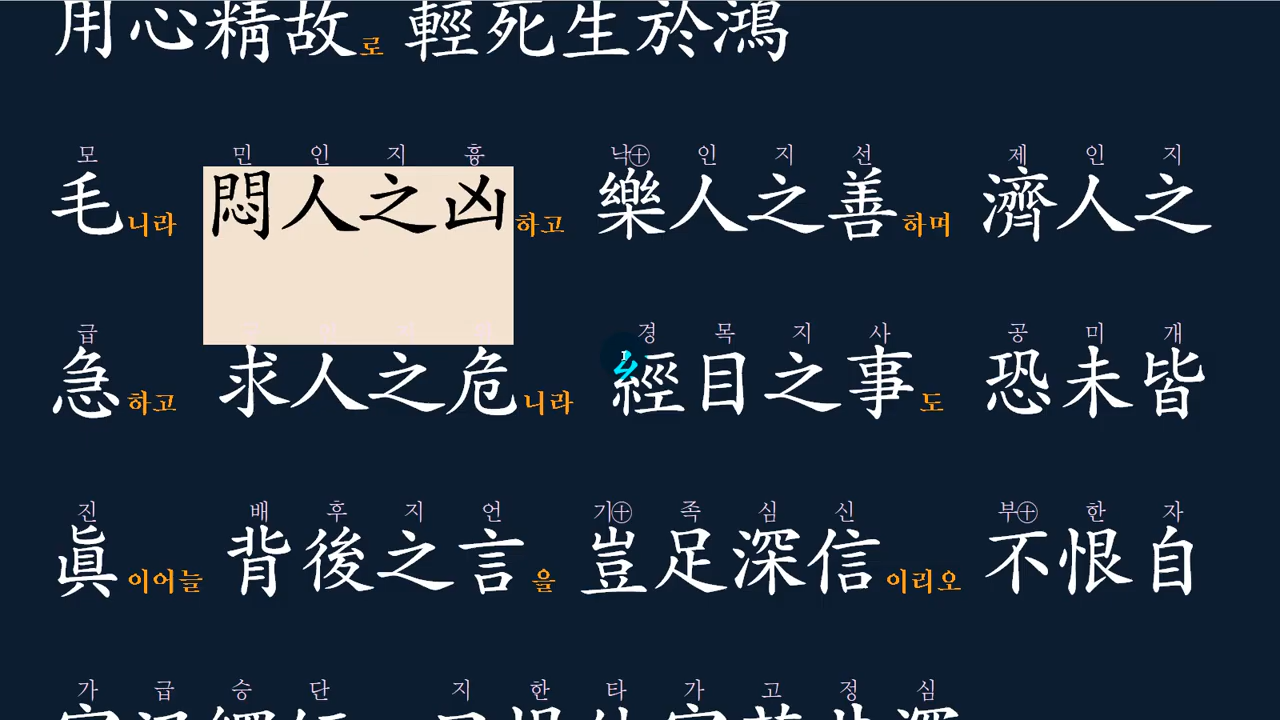 用心精故로 輕死生於鴻
모 민 인 지 흉 낙㊉ 인 지 선 제 인 지
毛니라 悶人之凶하고 樂人之善하며 濟人之
급 경 목 지 사 공 미 개
急하고 求人之危니라 經目之事도 恐未皆
진 배 후 지 언 기㊉ 족 심 신 부㊉ 한 자
眞이어늘 背後之言을 豈足深信이리오 不恨自
가 급 승 단 지 한 타 가 고 정 심